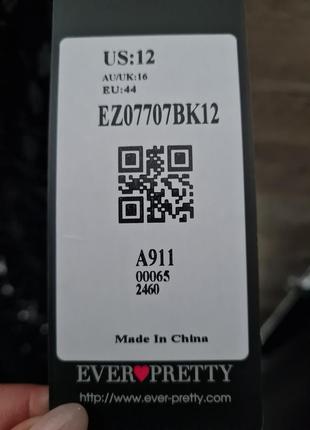 US:12
AU/UK:16
EU:44
EZ07707BK12
A911
00065
2460
Made In China
EVER♥PRETTY
http://www.ever-pretty.com